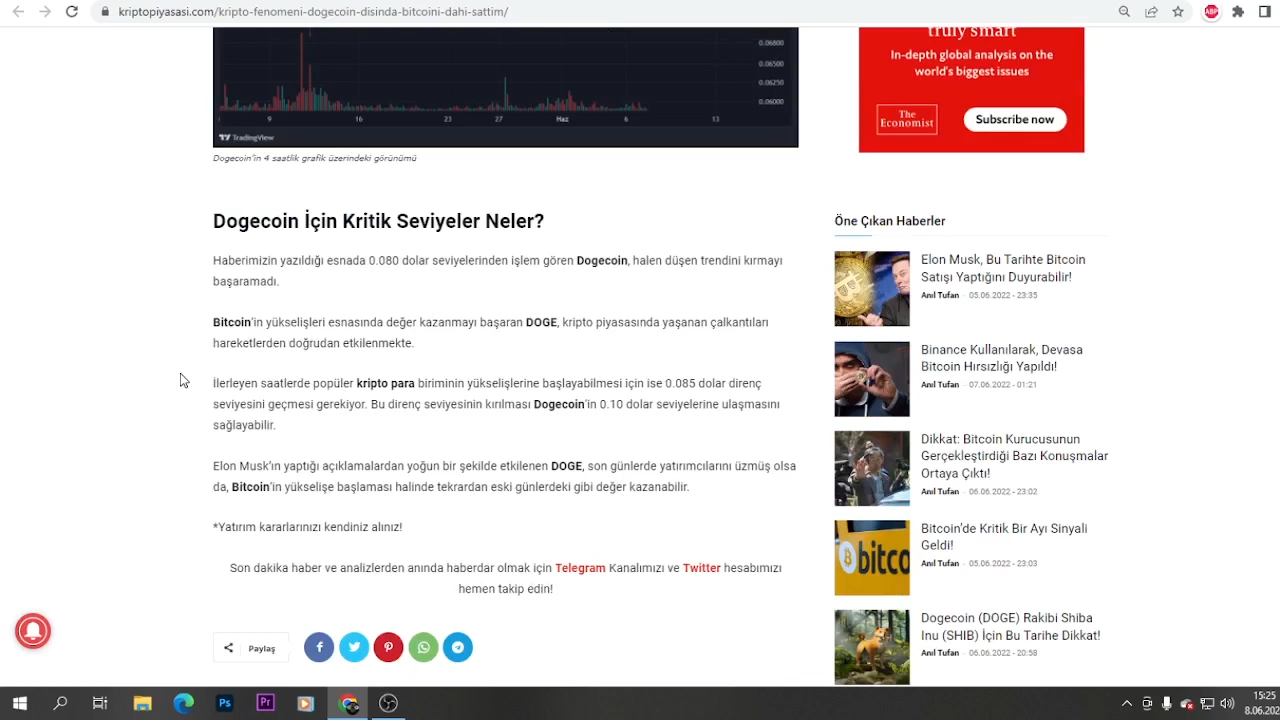 kriptopiyasasi.com/kripto-fenomeni-dogecoin-disinda-bitcoini-dahi-sattim/
ABP
0.06800
0.06500
0.06250
0.06000
9
16
23
27
Haz
6
13
TradingView
Dogecoin'in 4 saatlik grafik üzerindeki görünümü
truly smart
In-depth global analysis on the
world's biggest issues
The
Economist
Subscribe now
Dogecoin İçin Kritik Seviyeler Neler?
Haberimizin yazıldığı esnada 0.080 dolar seviyelerinden işlem gören Dogecoin, halen düşen trendini kırmayı
başaramadı.
Bitcoin'in yükselişleri esnasında değer kazanmayı başaran DOGE, kripto piyasasında yaşanan çalkantıları
hareketlerden doğrudan etkilenmekte.
İlerleyen saatlerde popüler kripto para biriminin yükselişlerine başlayabilmesi için ise 0.085 dolar direnç
seviyesini geçmesi gerekiyor. Bu direnç seviyesinin kırılması Dogecoin'in 0.10 dolar seviyelerine ulaşmasını
sağlayabilir.
Elon Musk'ın yaptığı açıklamalardan yoğun bir şekilde etkilenen DOGE, son günlerde yatırımcılarını üzmüş olsa
da, Bitcoin'in yükselişe başlaması halinde tekrardan eski günlerdeki gibi değer kazanabilir.
*Yatırım kararlarınızı kendiniz alınız!
Son dakika haber ve analizlerden anında haberdar olmak için Telegram Kanalımızı ve Twitter hesabımızı
hemen takip edin!
Paylaş
Öne Çıkan Haberler
Elon Musk, Bu Tarihte Bitcoin
Satışı Yaptığını Duyurabilir!
Anıl Tufan - 05.06.2022 - 23:35
Binance Kullanılarak, Devasa
Bitcoin Hırsızlığı Yapıldı!
Anıl Tufan - 07.06.2022 - 01:21
Dikkat: Bitcoin Kurucusunun
Gerçekleştirdiği Bazı Konuşmalar
Ortaya Çıktı!
Anıl Tufan - 06.06.2022 - 23:02
bitco
Bitcoin'de Kritik Bir Ayı Sinyali
Geldi!
Anıl Tufan - 05.06.2022 - 23:03
Dogecoin (DOGE) Rakibi Shiba
Inu (SHIB) İçin Bu Tarihe Dikkat!
Anıl Tufan - 06.06.2022 - 20:58
Ps
Pr
15:25
8.06.202